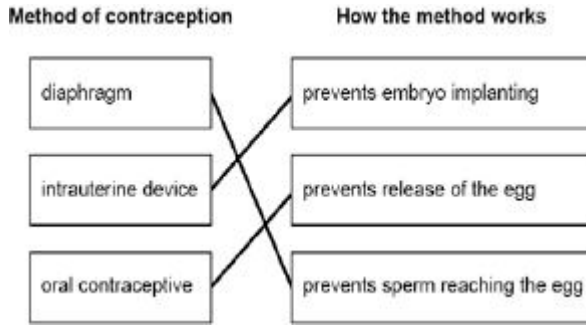 Method of contraception
How the method works
diaphragm
prevents embryo implanting
intrauterine device
prevents release of the egg
oral contraceptive
prevents sperm reaching the egg